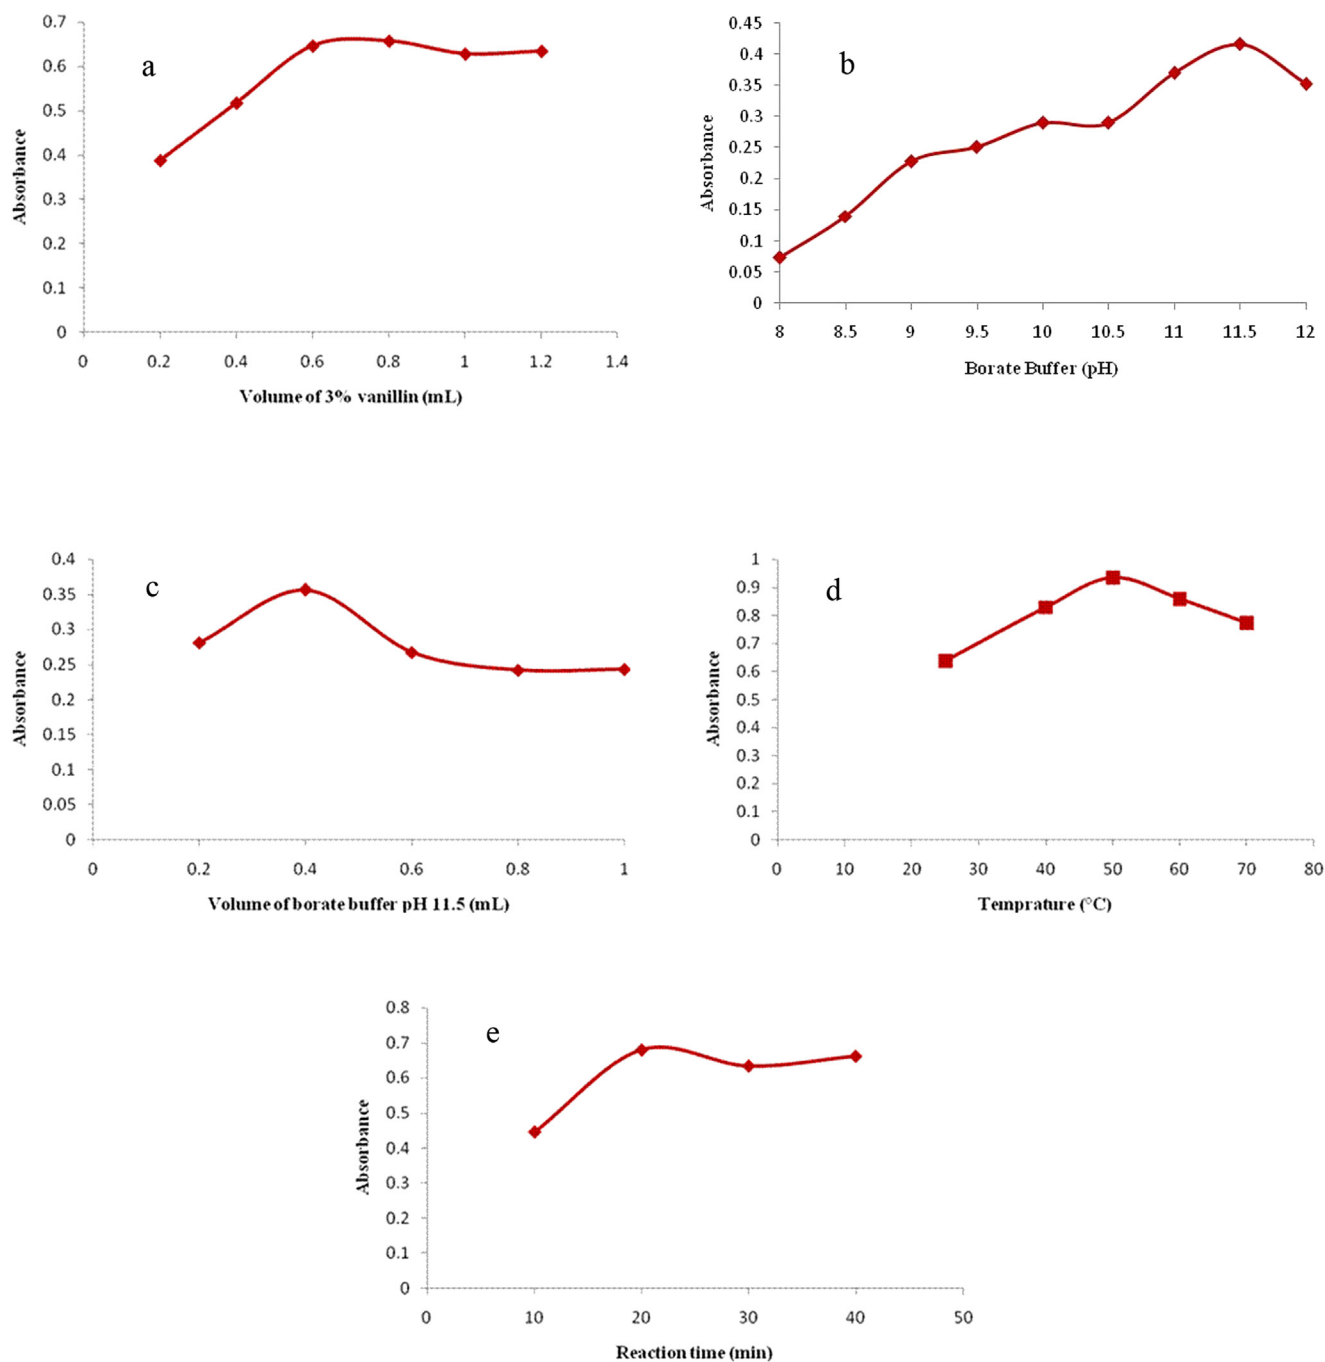 a
0.7
0.6
0.5
0.4
0.3
0.2
0.1
0
Absorbance
0 0.2 0.4 0.6 0.8 1 1.2 1.4
Volume of 3% vanillin (mL)
b
0.45
0.4
0.35
0.3
0.25
0.2
0.15
0.1
0.05
0
Absorbance
8 8.5 9 9.5 10 10.5 11 11.5 12
Borate Buffer (pH)
c
0.4
0.35
0.3
0.25
0.2
0.15
0.1
0.05
0
Absorbance
0 0.2 0.4 0.6 0.8 1
Volume of borate buffer pH 11.5 (mL)
d
1
0.9
0.8
0.7
0.6
0.5
0.4
0.3
0.2
0.1
0
Absorbance
0 10 20 30 40 50 60 70 80
Temprature (°C)
e
0.8
0.7
0.6
0.5
0.4
0.3
0.2
0.1
0
Absorbance
0 10 20 30 40 50
Reaction time (min)